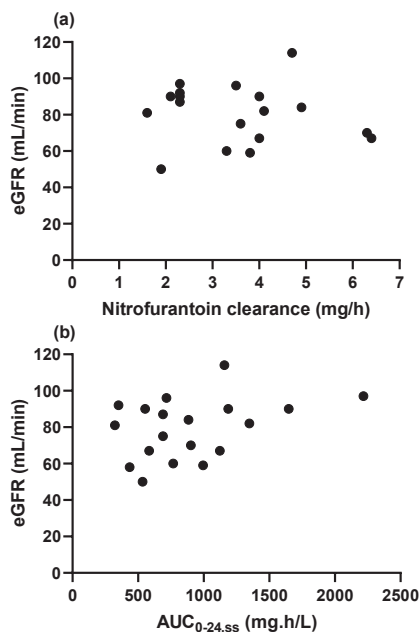 (a)
120
100
80
60
40
20
0
eGFR (mL/min)
0 1 2 3 4 5 6 7
Nitrofurantoin clearance (mg/h)
(b)
120
100
80
60
40
20
0
eGFR (mL/min)
0 500 1000 1500 2000 2500
AUC0-24,ss (mg.h/L)